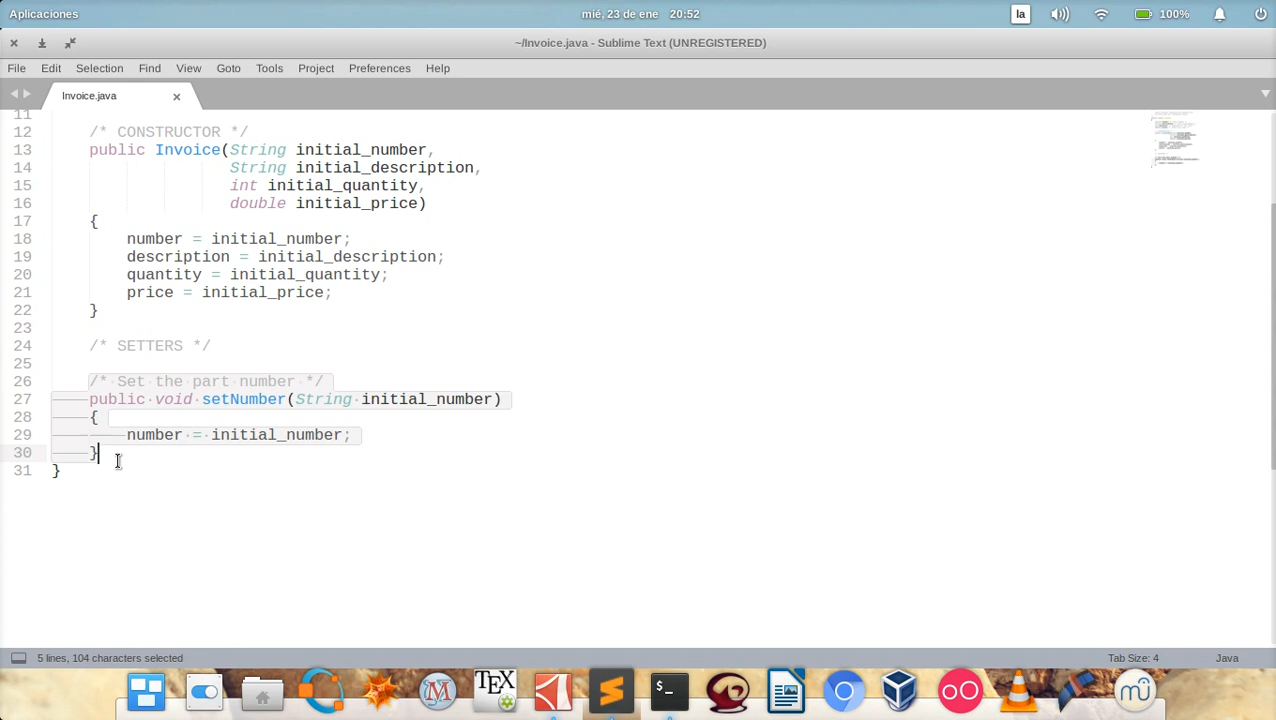 Aplicaciones
mié, 23 de ene 20:52
la
100%
~/Invoice.java - Sublime Text (UNREGISTERED)
File Edit Selection Find View Goto Tools Project Preferences Help
Invoice.java
11
12 /* CONSTRUCTOR */
13 public Invoice(String initial_number,
14 String initial_description,
15 int initial_quantity,
16 double initial_price)
17 {
18 number = initial_number;
19 description = initial_description;
20 quantity = initial_quantity;
21 price = initial_price;
22 }
23
24 /* SETTERS */
25
26 /* Set the part number */
27 public void setNumber(String initial_number)
28 {
29 number = initial_number;
30 }
31 }
5 lines, 104 characters selected
Tab Size: 4
Java
TEX
$_
mü